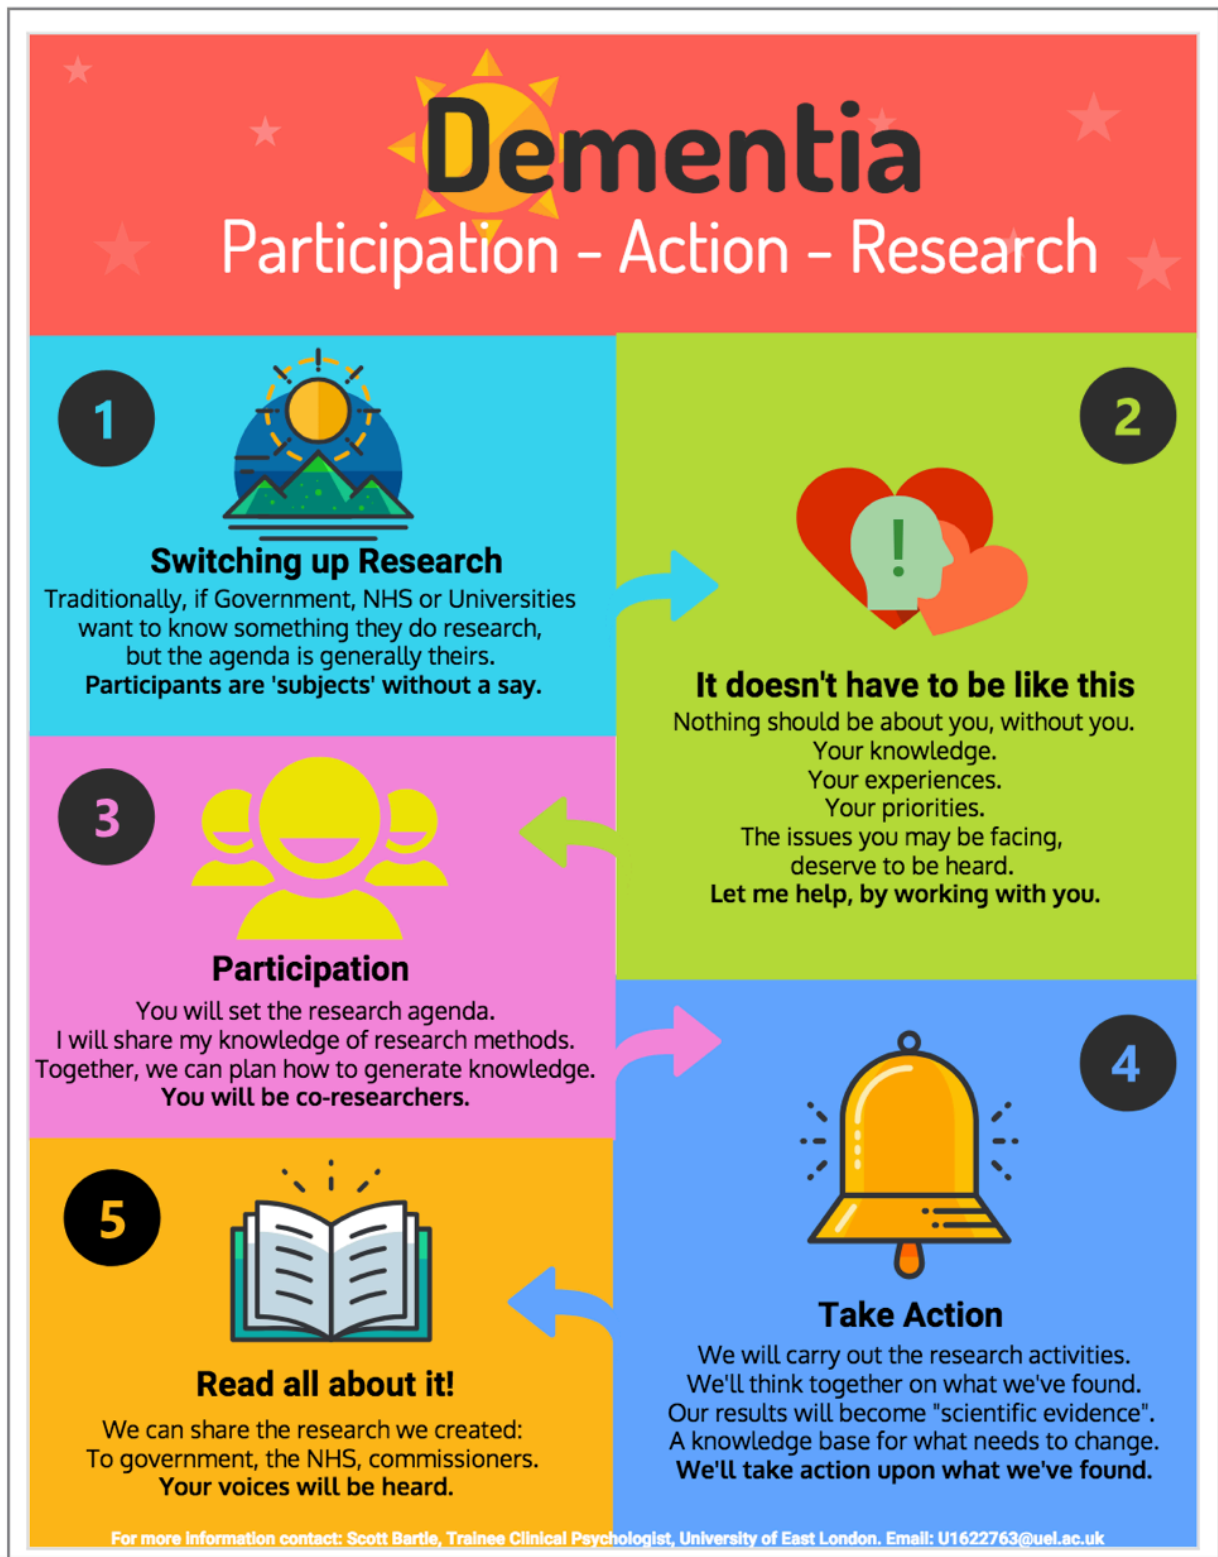 Dementia
Participation - Action - Research
1
Switching up Research
Traditionally, if Government, NHS or Universities
want to know something they do research,
but the agenda is generally theirs.
Participants are 'subjects' without a say.
2
!
It doesn't have to be like this
Nothing should be about you, without you.
Your knowledge.
Your experiences.
Your priorities.
The issues you may be facing,
deserve to be heard.
Let me help, by working with you.
3
Participation
You will set the research agenda.
I will share my knowledge of research methods.
Together, we can plan how to generate knowledge.
You will be co-researchers.
4
Take Action
We will carry out the research activities.
We'll think together on what we've found.
Our results will become "scientific evidence".
A knowledge base for what needs to change.
We'll take action upon what we've found.
5
Read all about it!
We can share the research we created:
To government, the NHS, commissioners.
Your voices will be heard.
For more information contact: Scott Bartle, Trainee Clinical Psychologist, University of East London. Email: U1622763@uel.ac.uk